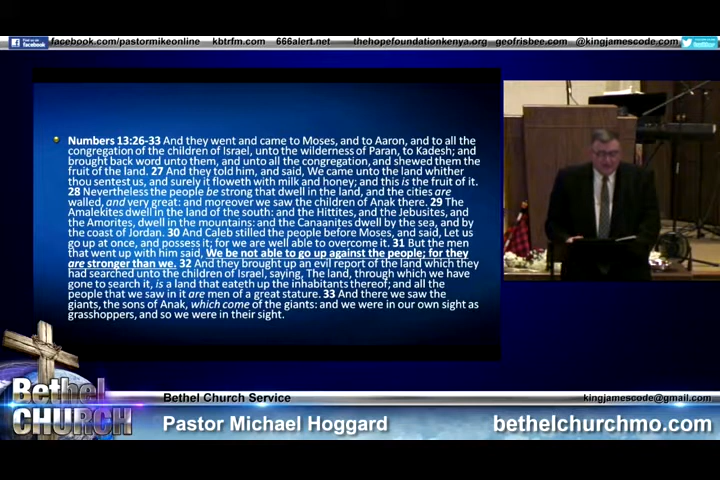 Find us on facebook
facebook.com/pastormikeonline kbtrfm.com 666alert.net thehopefoundationkenya.org geofrisbee.com @kingjamescode.com twitter
Numbers 13:26-33 And they went and came to Moses, and to Aaron, and to all the
congregation of the children of Israel, unto the wilderness of Paran, to Kadesh; and
brought back word unto them, and unto all the congregation, and shewed them the
fruit of the land. 27 And they told him, and said, We came unto the land whither
thou sentest us, and surely it floweth with milk and honey; and this is the fruit of it.
28 Nevertheless the people be strong that dwell in the land, and the cities are
walled, and very great: and moreover we saw the children of Anak there. 29 The
Amalekites dwell in the land of the south: and the Hittites, and the Jebusites, and
the Amorites, dwell in the mountains: and the Canaanites dwell by the sea, and by
the coast of Jordan. 30 And Caleb stilled the people before Moses, and said, Let us
go up at once, and possess it; for we are well able to overcome it. 31 But the men
that went up with him said, We be not able to go up against the people; for they
are stronger than we. 32 And they brought up an evil report of the land which they
had searched unto the children of Israel, saying, The land, through which we have
gone to search it, is a land that eateth up the inhabitants thereof; and all the
people that we saw in it are men of a great stature. 33 And there we saw the
giants, the sons of Anak, which come of the giants: and we were in our own sight as
grasshoppers, and so we were in their sight.
Bethel
CHURCH
Bethel Church Service
kingjamescode@gmail.com
Pastor Michael Hoggard
bethelchurchmo.com